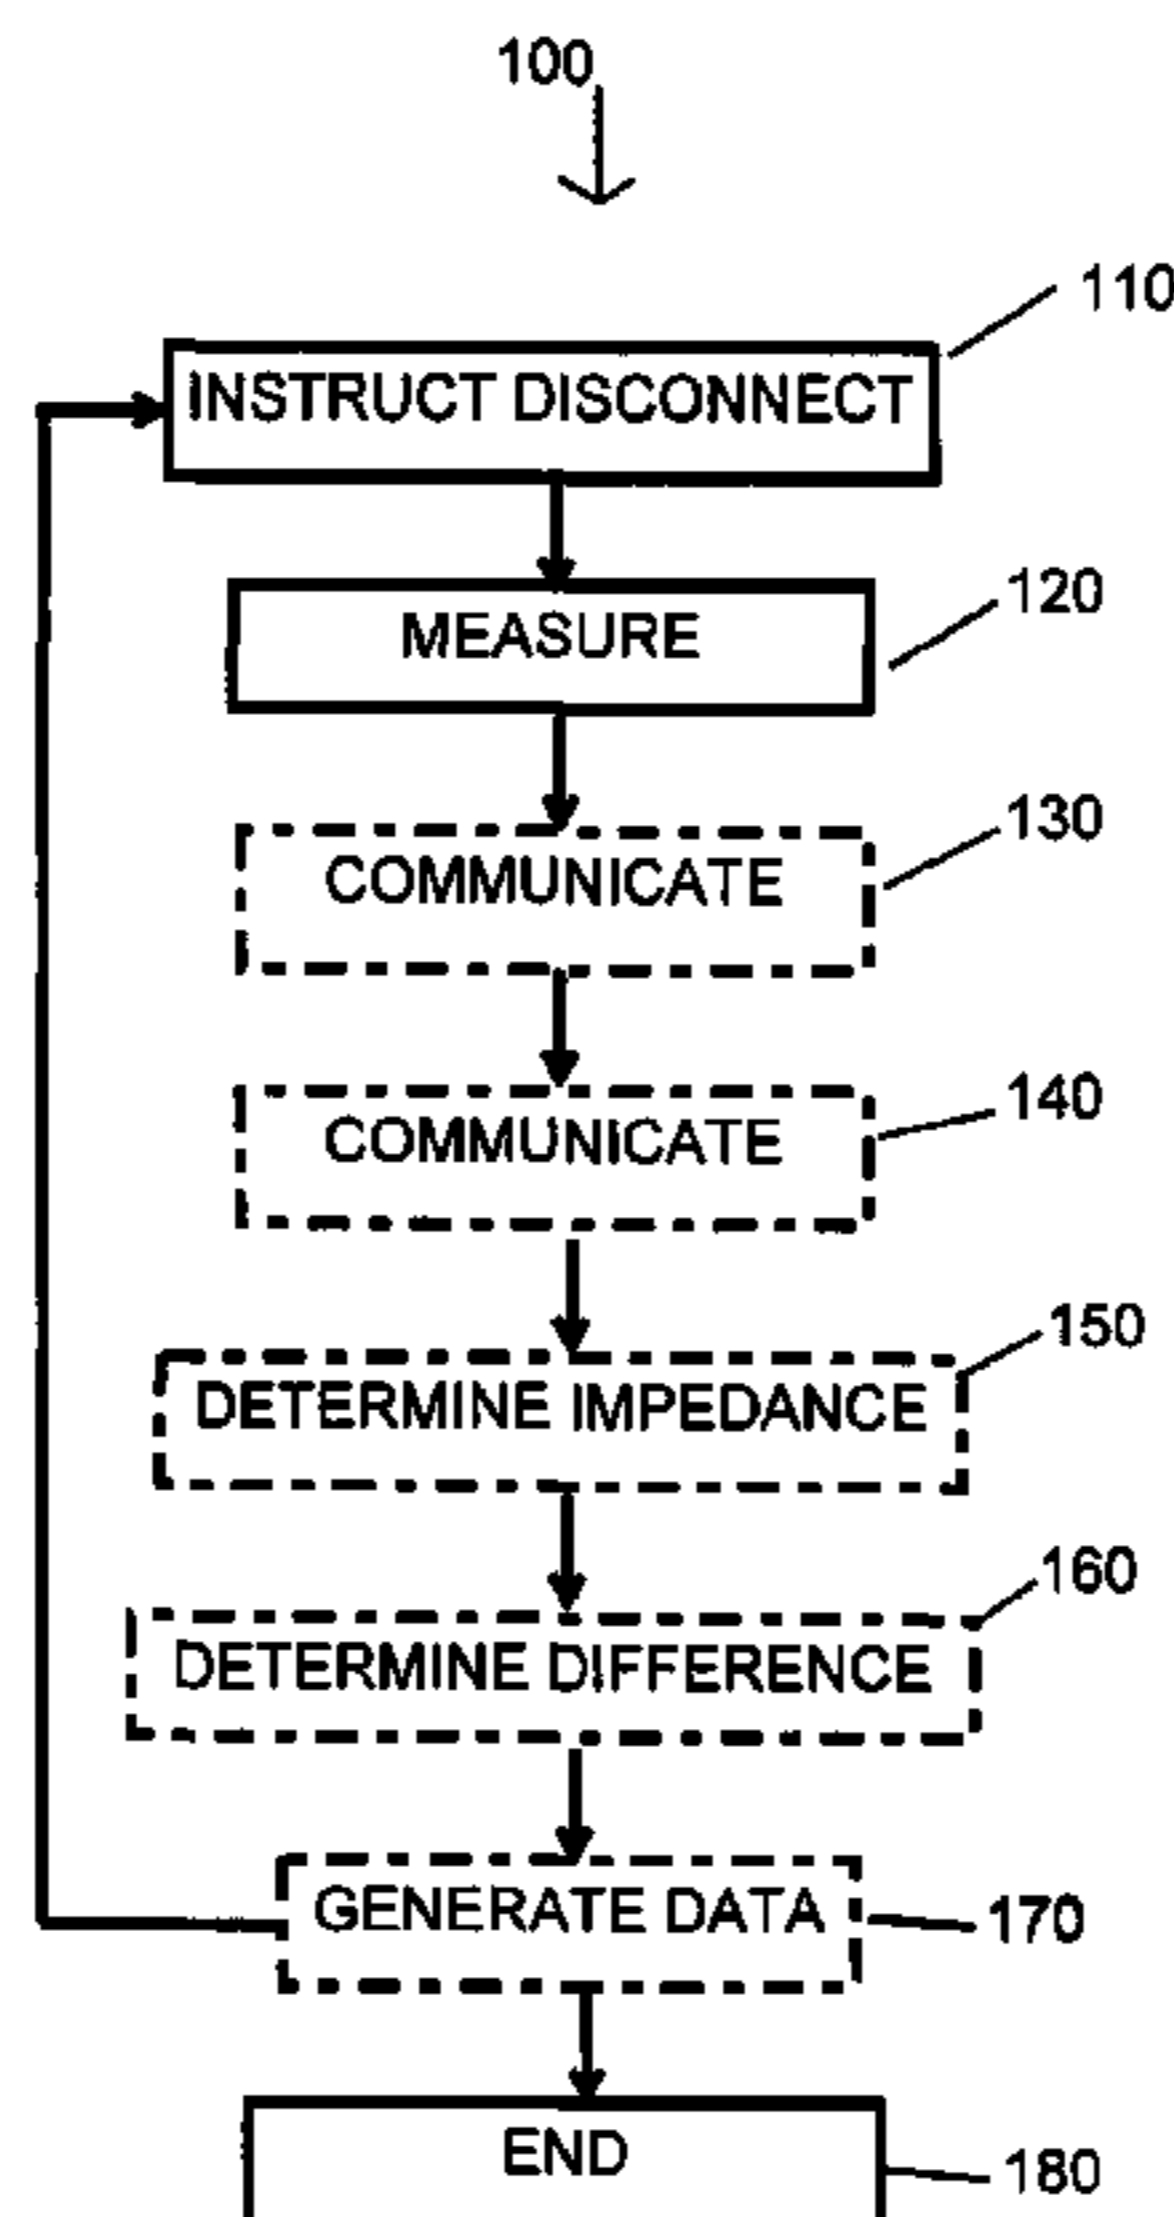 100
110
INSTRUCT DISCONNECT
120
MEASURE
130
COMMUNICATE
140
COMMUNICATE
150
DETERMINE IMPEDANCE
160
DETERMINE DIFFERENCE
GENERATE DATA
170
END
180